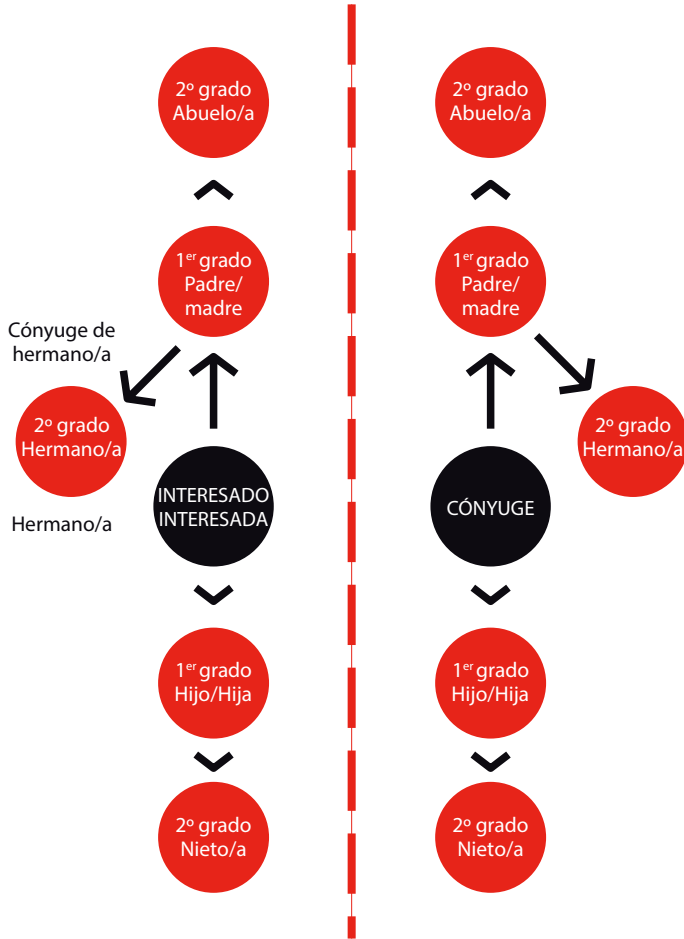 2º grado
Abuelo/a
1er grado
Padre/
madre
Cónyuge de
hermano/a
2º grado
Hermano/a
Hermano/a
INTERESADO
INTERESADA
1er grado
Hijo/Hija
2º grado
Nieto/a
2º grado
Abuelo/a
1er grado
Padre/
madre
2º grado
Hermano/a
CÓNYUGE
1er grado
Hijo/Hija
2º grado
Nieto/a